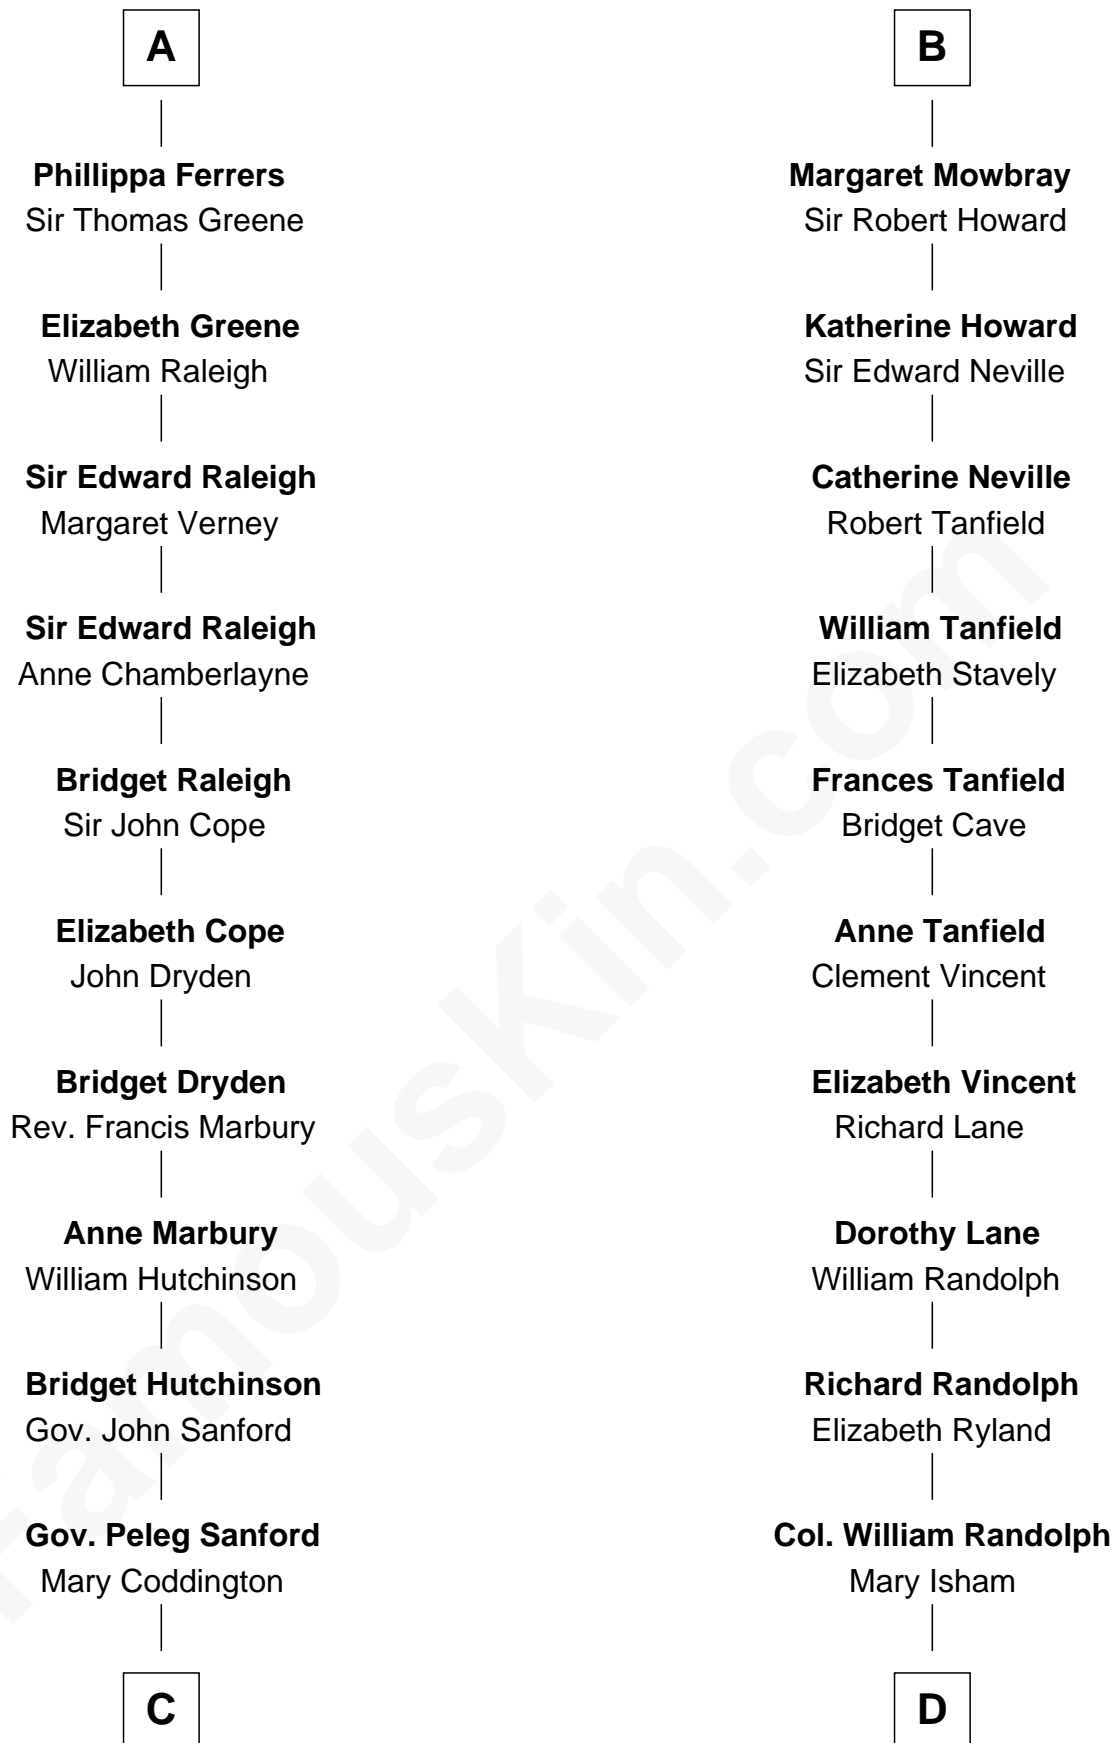 A
Phillippa Ferrers
Sir Thomas Greene
Elizabeth Greene
William Raleigh
Sir Edward Raleigh
Margaret Verney
Sir Edward Raleigh
Anne Chamberlayne
Bridget Raleigh
Sir John Cope
Elizabeth Cope
John Dryden
Bridget Dryden
Rev. Francis Marbury
Anne Marbury
William Hutchinson
Bridget Hutchinson
Gov. John Sanford
Gov. Peleg Sanford
Mary Coddington
C
B
Margaret Mowbray
Sir Robert Howard
Katherine Howard
Sir Edward Neville
Catherine Neville
Robert Tanfield
William Tanfield
Elizabeth Stavely
Frances Tanfield
Bridget Cave
Anne Tanfield
Clement Vincent
Elizabeth Vincent
Richard Lane
Dorothy Lane
William Randolph
Richard Randolph
Elizabeth Ryland
Col. William Randolph
Mary Isham
D
FamousKin.com